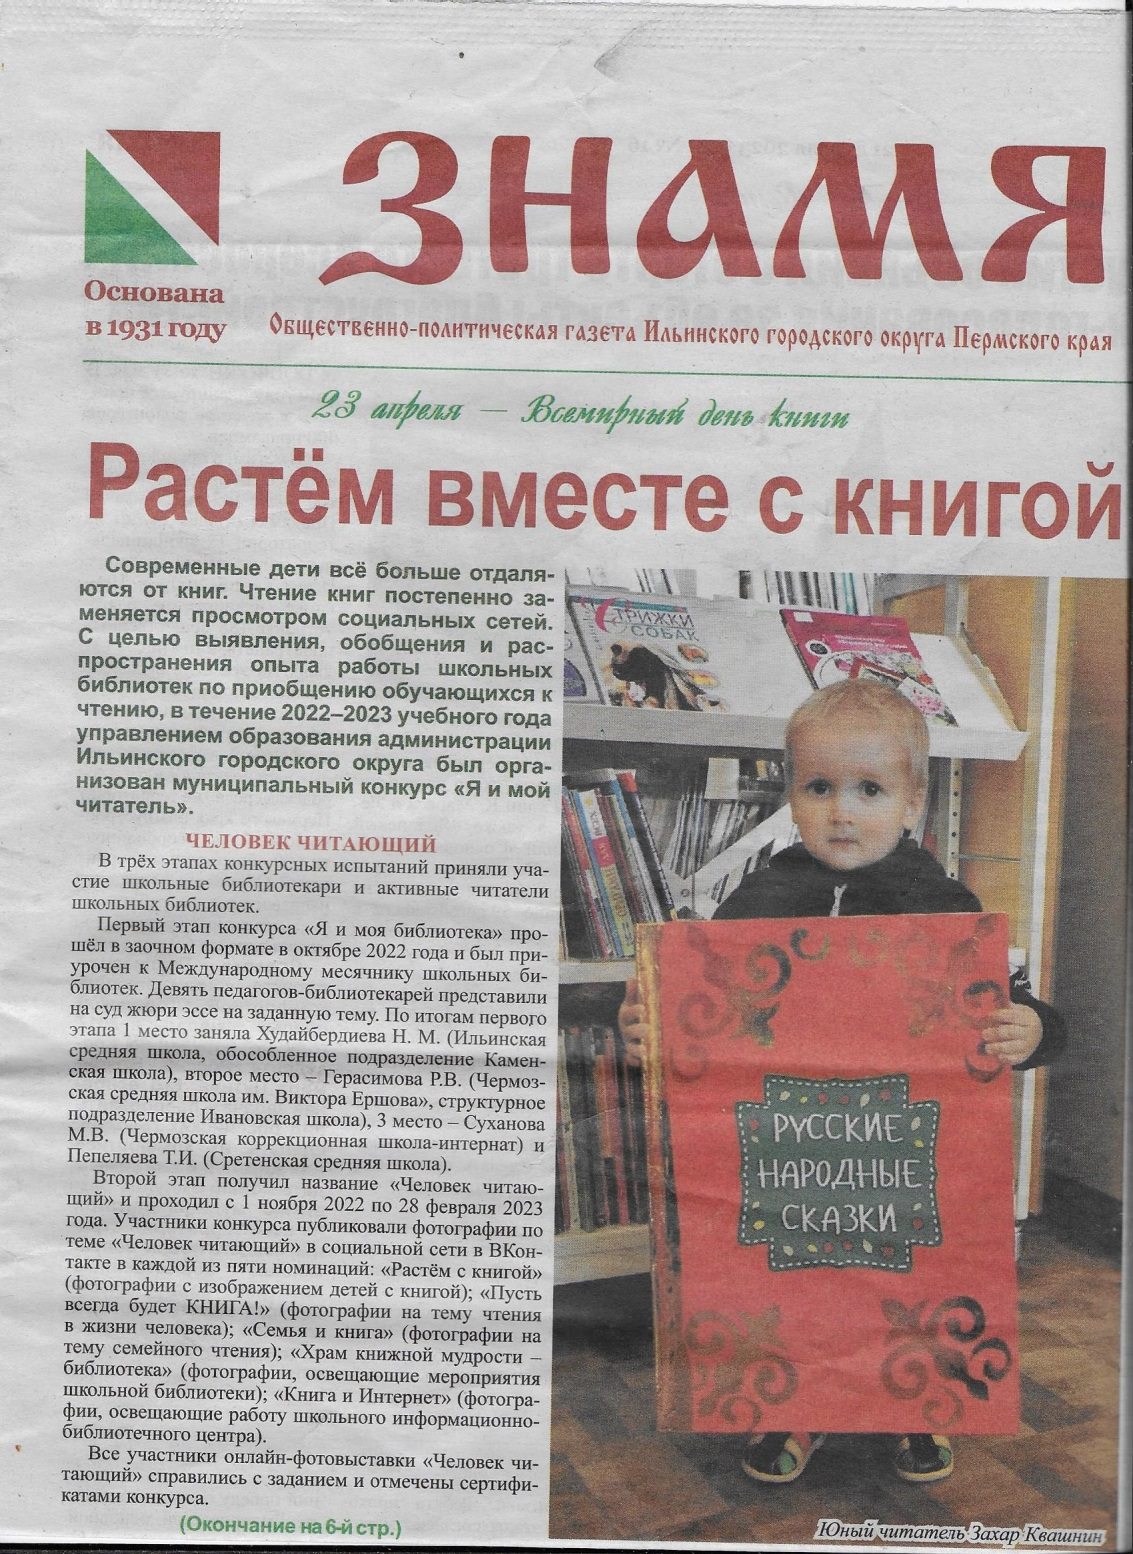 ЗНАМЯ
Основана
в 1931 году
Общественно-политическая газета Ильинского городского округа Пермского края
23 апреля — Всемирный день книги
Растём вместе с книгой
Современные дети всё больше отдаля-
ются от книг. Чтение книг постепенно за-
меняется просмотром социальных сетей.
С целью выявления, обобщения и рас-
пространения опыта работы школьных
библиотек по приобщению обучающихся к
чтению, в течение 2022–2023 учебного года
управлением образования администрации
Ильинского городского округа был орга-
низован муниципальный конкурс «Я и мой
читатель».
ЧЕЛОВЕК ЧИТАЮЩИЙ
В трёх этапах конкурсных испытаний приняли уча-
стие школьные библиотекари и активные читатели
школьных библиотек.
Первый этап конкурса «Я и моя библиотека» про-
шёл в заочном формате в октябре 2022 года и был при-
урочен к Международному месячнику школьных би-
блиотек. Девять педагогов-библиотекарей представили
на суд жюри эссе на заданную тему. По итогам первого
этапа 1 место заняла Худайбердиева Н. М. (Ильинская
средняя школа, обособленное подразделение Камен-
ская школа), второе место – Герасимова Р.В. (Чермоз-
ская средняя школа им. Виктора Ершова», структурное
подразделение Ивановская школа), 3 место – Суханова
М.В. (Чермозская коррекционная школа-интернат) и
Пепеляева Т.И. (Сретенская средняя школа).
Второй этап получил название «Человек читаю-
щий» и проходил с 1 ноября 2022 по 28 февраля 2023
года. Участники конкурса публиковали фотографии по
теме «Человек читающий» в социальной сети в ВКон-
такте в каждой из пяти номинаций: «Растём с книгой»
(фотографии с изображением детей с книгой); «Пусть
всегда будет КНИГА!» (фотографии на тему чтения
в жизни человека); «Семья и книга» (фотографии на
тему семейного чтения); «Храм книжной мудрости –
библиотека» (фотографии, освещающие мероприятия
школьной библиотеки); «Книга и Интернет» (фотогра-
фии, освещающие работу школьного информационно-
библиотечного центра).
Все участники онлайн-фотовыставки «Человек чи-
тающий» справились с заданием и отмечены сертифи-
катами конкурса.
(Окончание на 6-й стр.)
СТРИЖКИ
СОБАК
РУССКИЕ
НАРОДНЫЕ
СКАЗКИ
Юный читатель Захар Квашнин